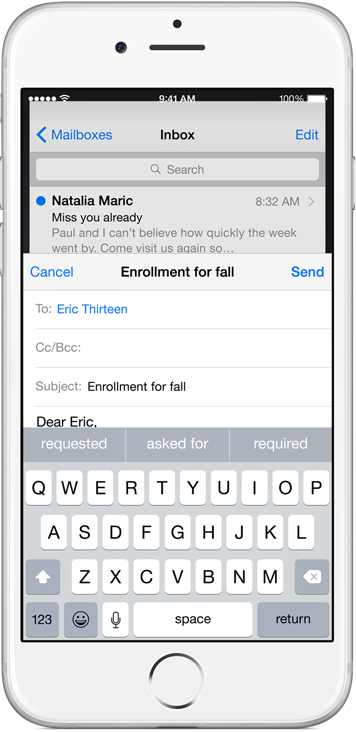 9:41 AM 100%
Mailboxes Inbox Edit
Search
Natalia Maric 8:32 AM
Miss you already
Paul and I can't believe how quickly the week
went by. Come visit us again so…
Cancel Enrollment for fall Send
To: Eric Thirteen
Cc/Bcc:
Subject: Enrollment for fall
Dear Eric,
requested asked for required
Q W E R T Y U I O P
A S D F G H J K L
Z X C V B N M
123 space return